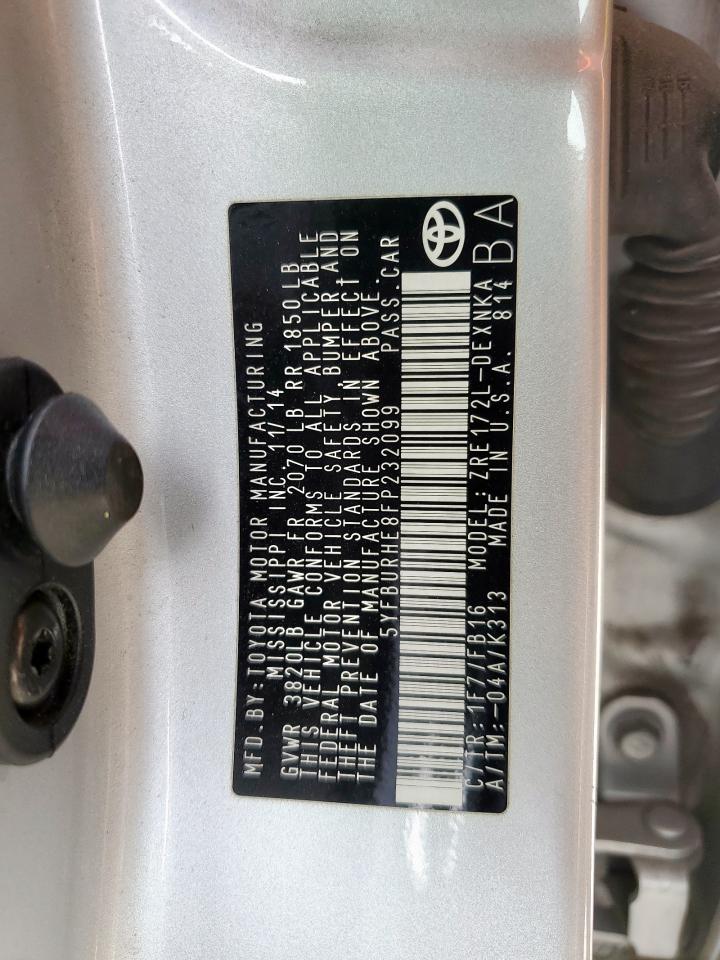 MFD. BY: TOYOTA MOTOR MANUFACTURING
MISSISSIPPI INC. 11/14
GVWR 3820LB GAWR FR 2070 LB RR 1850 LB
THIS VEHICLE CONFORMS TO ALL APPLICABLE
FEDERAL MOTOR VEHICLE SAFETY, BUMPER AND
THEFT PREVENTION STANDARDS IN EFFECT ON
THE DATE OF MANUFACTURE SHOWN ABOVE.
5YFBURHE8FP232099 PASS. CAR
C/TR: 1F7/FB16 MODEL: ZRE172L-DEXNKA
A/TM:-04A/K313 MADE IN U.S.A. 814
BA